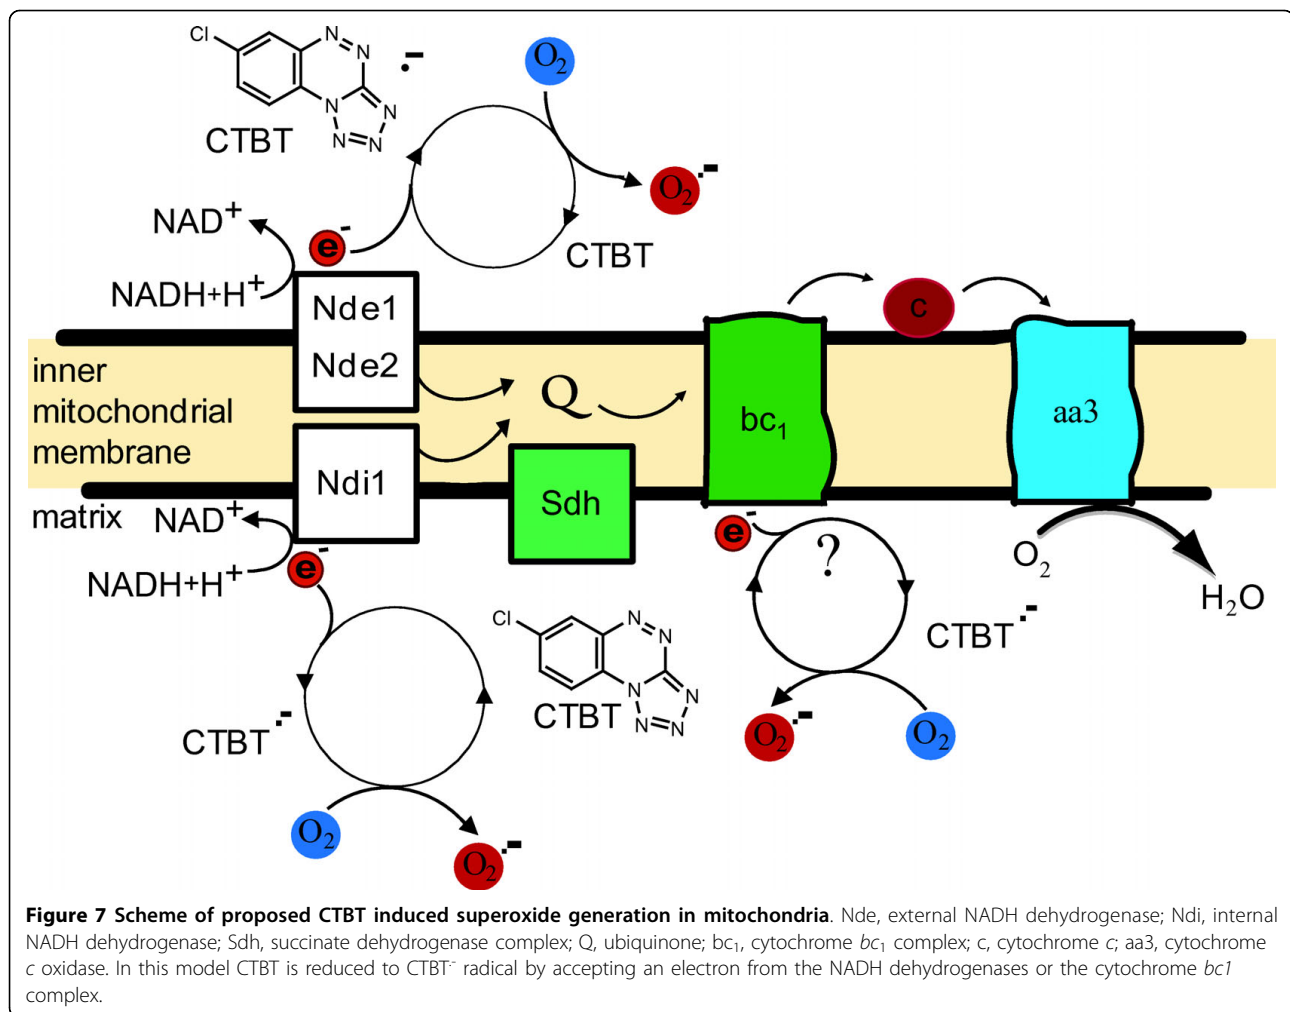 Cl
N
N
N
N
N
N
CTBT
.-
O2
O2.-
CTBT
NAD+
e-
NADH+H+
Nde1
Nde2
inner
mitochondrial
membrane
Q
bc1
c
aa3
Ndi1
Sdh
matrix
NAD+
NADH+H+
e-
e-
?
O2
H2O
CTBT.-
Cl
N
N
N
N
N
N
CTBT
CTBT.-
O2.-
O2
O2
O2.-
Figure 7 Scheme of proposed CTBT induced superoxide generation in mitochondria. Nde, external NADH dehydrogenase; Ndi, internal
NADH dehydrogenase; Sdh, succinate dehydrogenase complex; Q, ubiquinone; bc1, cytochrome bc1 complex; c, cytochrome c; aa3, cytochrome
c oxidase. In this model CTBT is reduced to CTBT.- radical by accepting an electron from the NADH dehydrogenases or the cytochrome bc1
complex.